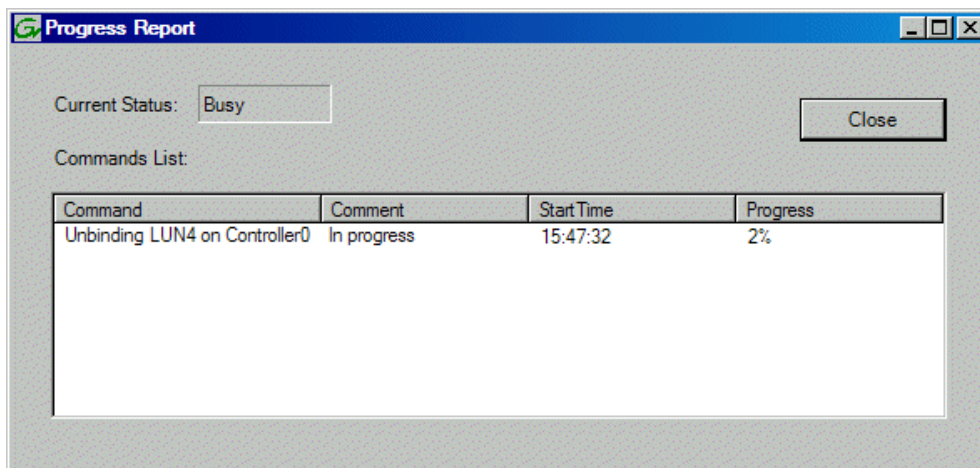 Progress Report
Current Status: Busy
Close
Commands List:
Command Comment StartTime Progress
Unbinding LUN4 on Controller0 In progress 15:47:32 2%